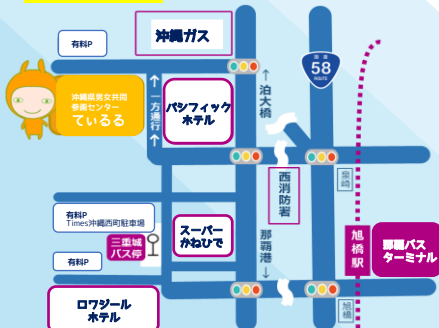 有料P
沖縄ガス
国道
58
ROUTE
↑泊大橋
沖縄県男女共同
参画センター
てぃるる
↑一方通行↑
パシフィック
ホテル
西消防署
泉崎
有料P
Times沖縄西町駐車場
三重城
バス停
スーパー
かねひで
那覇港↓
旭橋駅
那覇バス
ターミナル
有料P
ロワジール
ホテル
旭橋